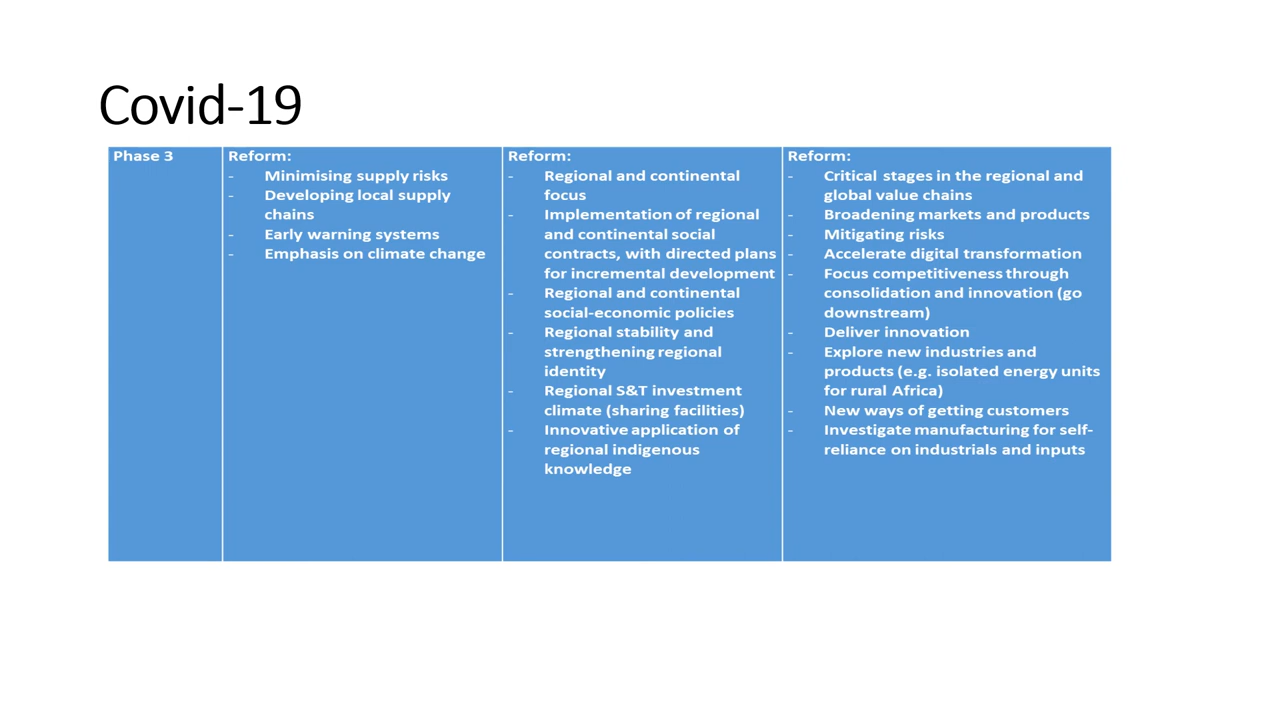 Covid-19
Phase 3
Reform:
- Minimising supply risks
- Developing local supply
chains
- Early warning systems
- Emphasis on climate change
Reform:
- Regional and continental
focus
- Implementation of regional
and continental social
contracts, with directed plans
for incremental development
- Regional and continental
social-economic policies
- Regional stability and
strengthening regional
identity
- Regional S&T investment
climate (sharing facilities)
- Innovative application of
regional indigenous
knowledge
Reform:
- Critical stages in the regional and
global value chains
- Broadening markets and products
- Mitigating risks
- Accelerate digital transformation
- Focus competitiveness through
consolidation and innovation (go
downstream)
- Deliver innovation
- Explore new industries and
products (e.g. isolated energy units
for rural Africa)
- New ways of getting customers
- Investigate manufacturing for self-
reliance on industrials and inputs